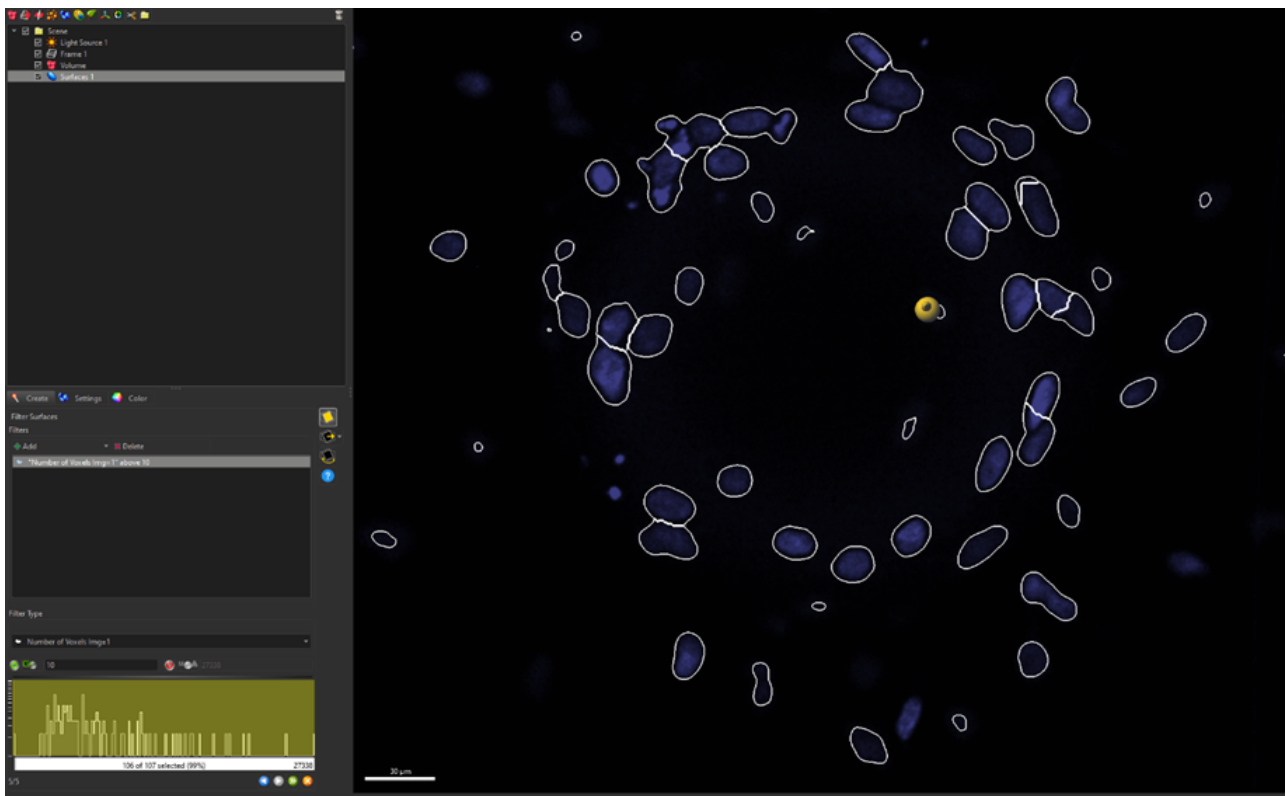 Scene
Light Source 1
Frame 1
Volume
Surfaces 1
Create Settings Color
Filter Surfaces
Filters
Add Delete
"Number of Voxels Img=1" above 10
Filter Type
Number of Voxels Img=1
10 27338
106 of 107 selected (99%) 27338
5/5
30 µm